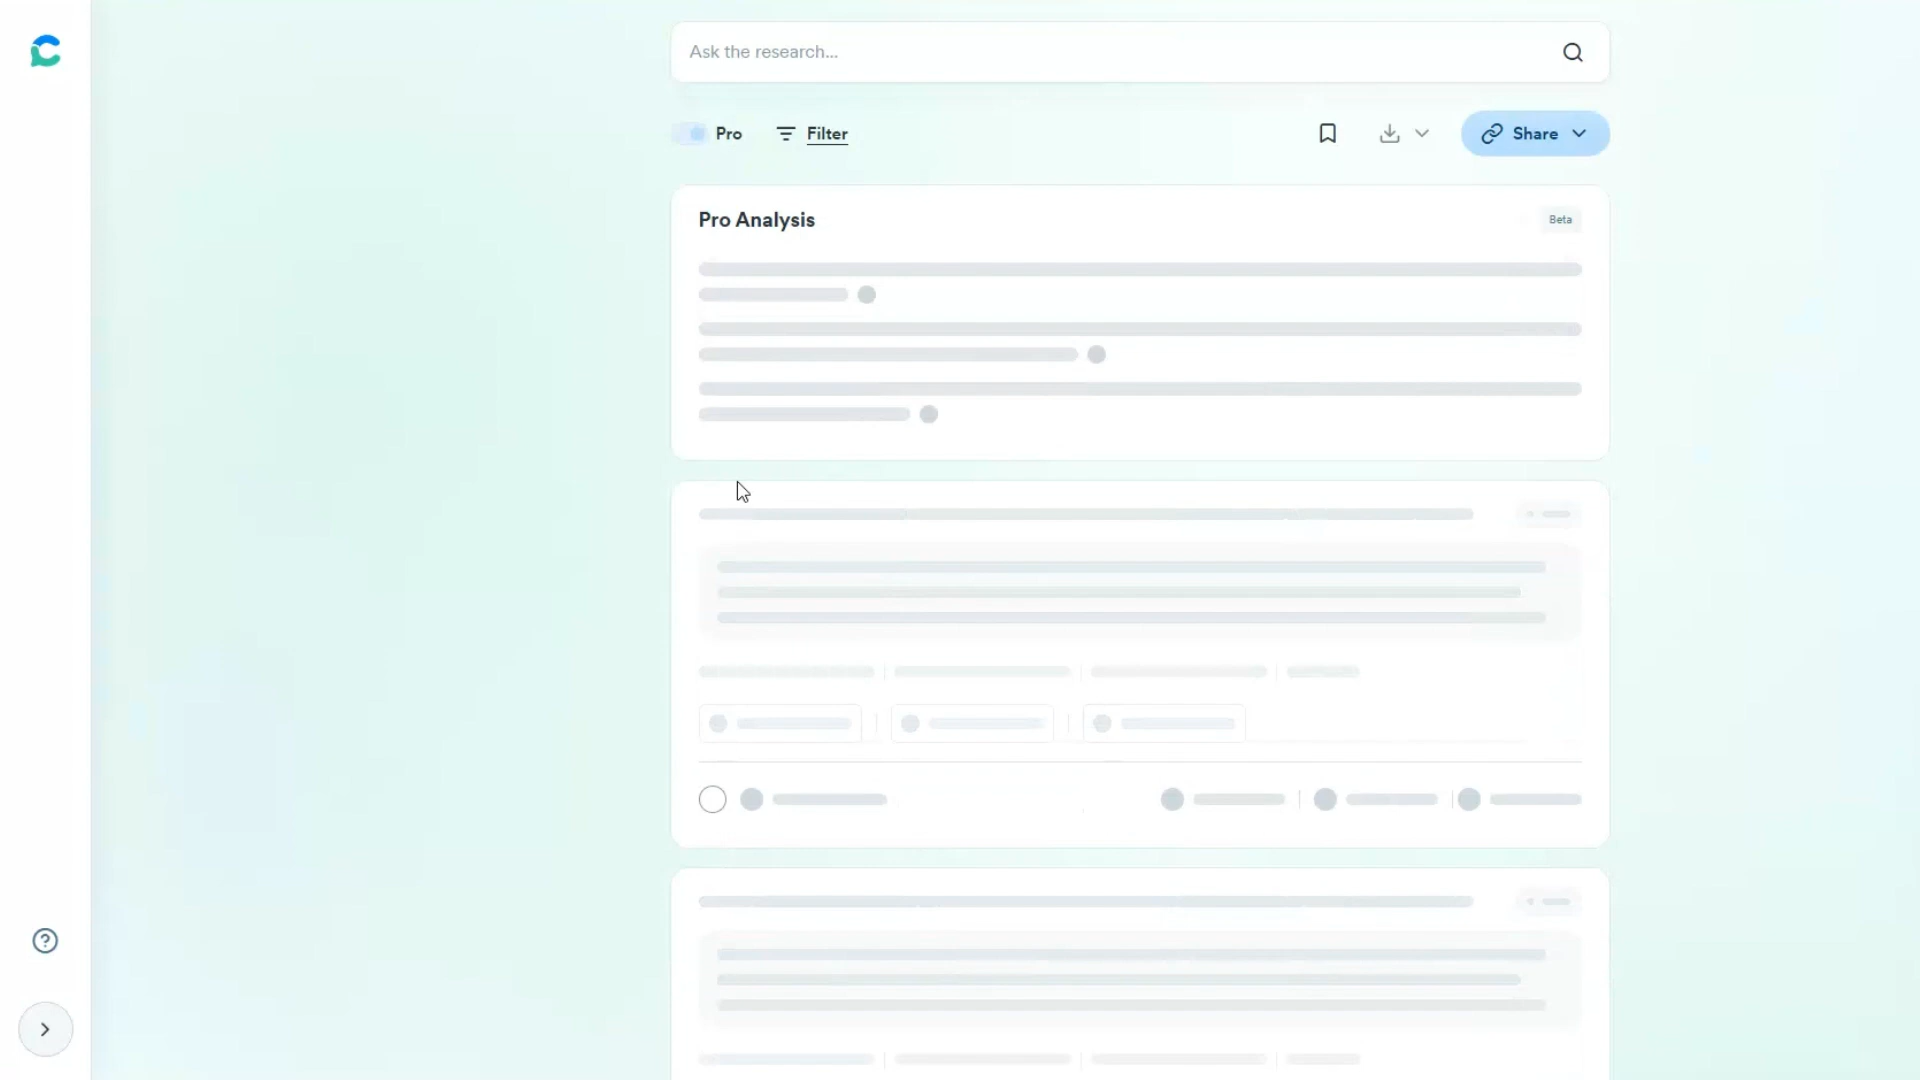 Ask the research...
Pro
Filter
Share
Pro Analysis
Beta